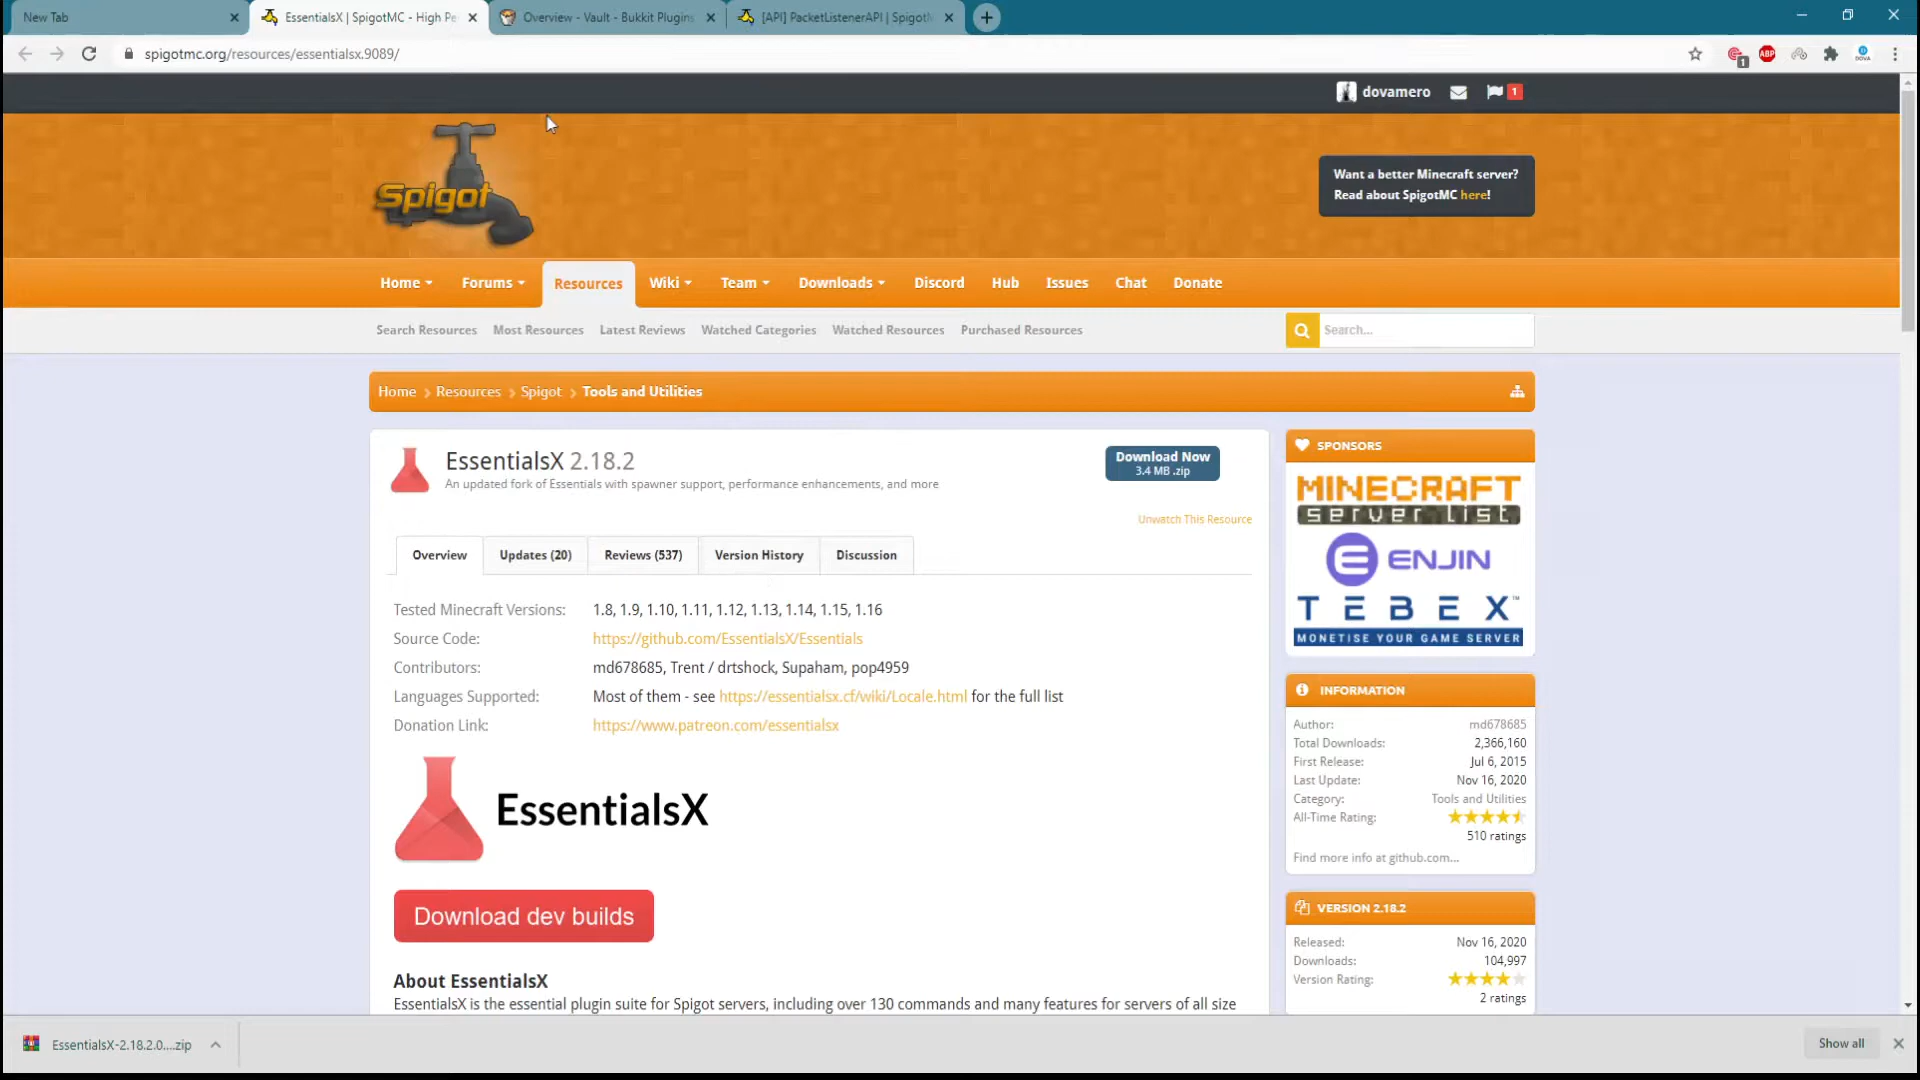 New Tab
EssentialsX | SpigotMC - High Pe
Overview - Vault - Bukkit Plugins
[API] PacketListenerAPI | Spigot
spigotmc.org/resources/essentialsx.9089/
1
ABP
DOVA
dovamero
1
Spigot
Want a better Minecraft server?
Read about SpigotMC here!
Home
Forums
Resources
Wiki
Team
Downloads
Discord
Hub
Issues
Chat
Donate
Search Resources
Most Resources
Latest Reviews
Watched Categories
Watched Resources
Purchased Resources
Search...
Home
Resources
Spigot
Tools and Utilities
EssentialsX 2.18.2
An updated fork of Essentials with spawner support, performance enhancements, and more
Download Now
3.4 MB .zip
Unwatch This Resource
Overview
Updates (20)
Reviews (537)
Version History
Discussion
Tested Minecraft Versions: 1.8, 1.9, 1.10, 1.11, 1.12, 1.13, 1.14, 1.15, 1.16
Source Code: https://github.com/EssentialsX/Essentials
Contributors: md678685, Trent / drtshock, Supaham, pop4959
Languages Supported: Most of them - see https://essentialsx.cf/wiki/Locale.html for the full list
Donation Link: https://www.patreon.com/essentialsx
EssentialsX
Download dev builds
About EssentialsX
EssentialsX is the essential plugin suite for Spigot servers, including over 130 commands and many features for servers of all size
SPONSORS
MINECRAFT
server list
ENJIN
TEBEX™
MONETISE YOUR GAME SERVER
INFORMATION
Author: md678685
Total Downloads: 2,366,160
First Release: Jul 6, 2015
Last Update: Nov 16, 2020
Category: Tools and Utilities
All-Time Rating:
510 ratings
Find more info at github.com...
VERSION 2.18.2
Released: Nov 16, 2020
Downloads: 104,997
Version Rating:
2 ratings
EssentialsX-2.18.2.0....zip
Show all